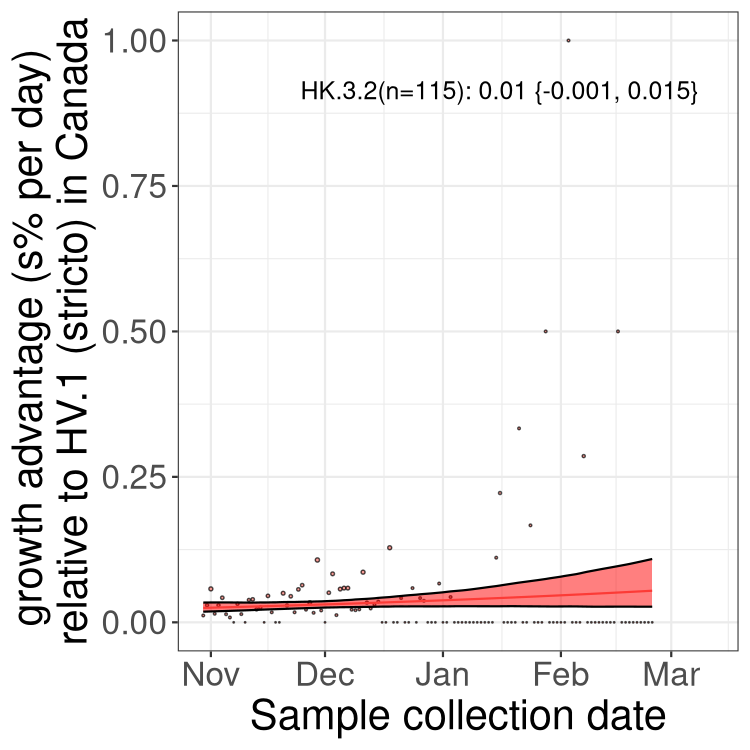 growth advantage (s% per day)
relative to HV.1 (stricto) in Canada
1.00
0.75
0.50
0.25
0.00
HK.3.2(n=115): 0.01 {-0.001, 0.015}
Nov Dec Jan Feb Mar
Sample collection date